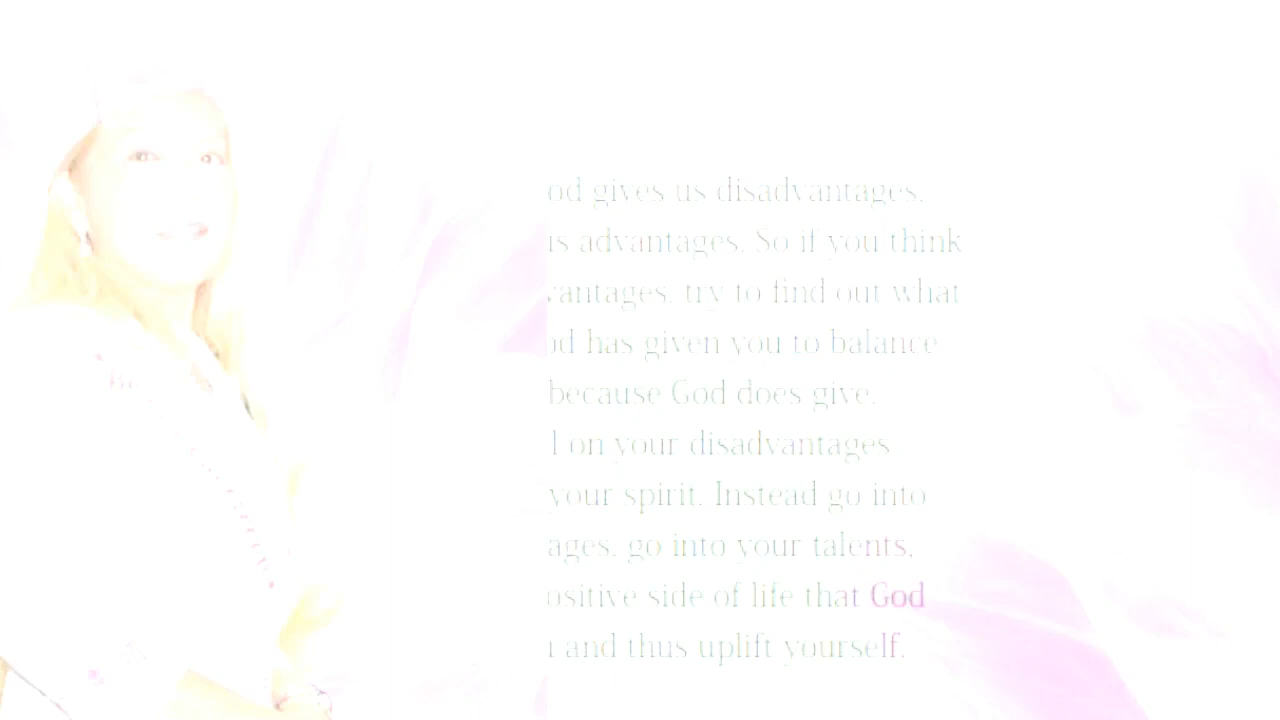 od gives us disadvantages,
us advantages. So if you think
vantages, try to find out what
od has given you to balance
because God does give.
l on your disadvantages
your spirit. Instead go into
ages, go into your talents,
ositive side of life that God
and thus uplift yourself.